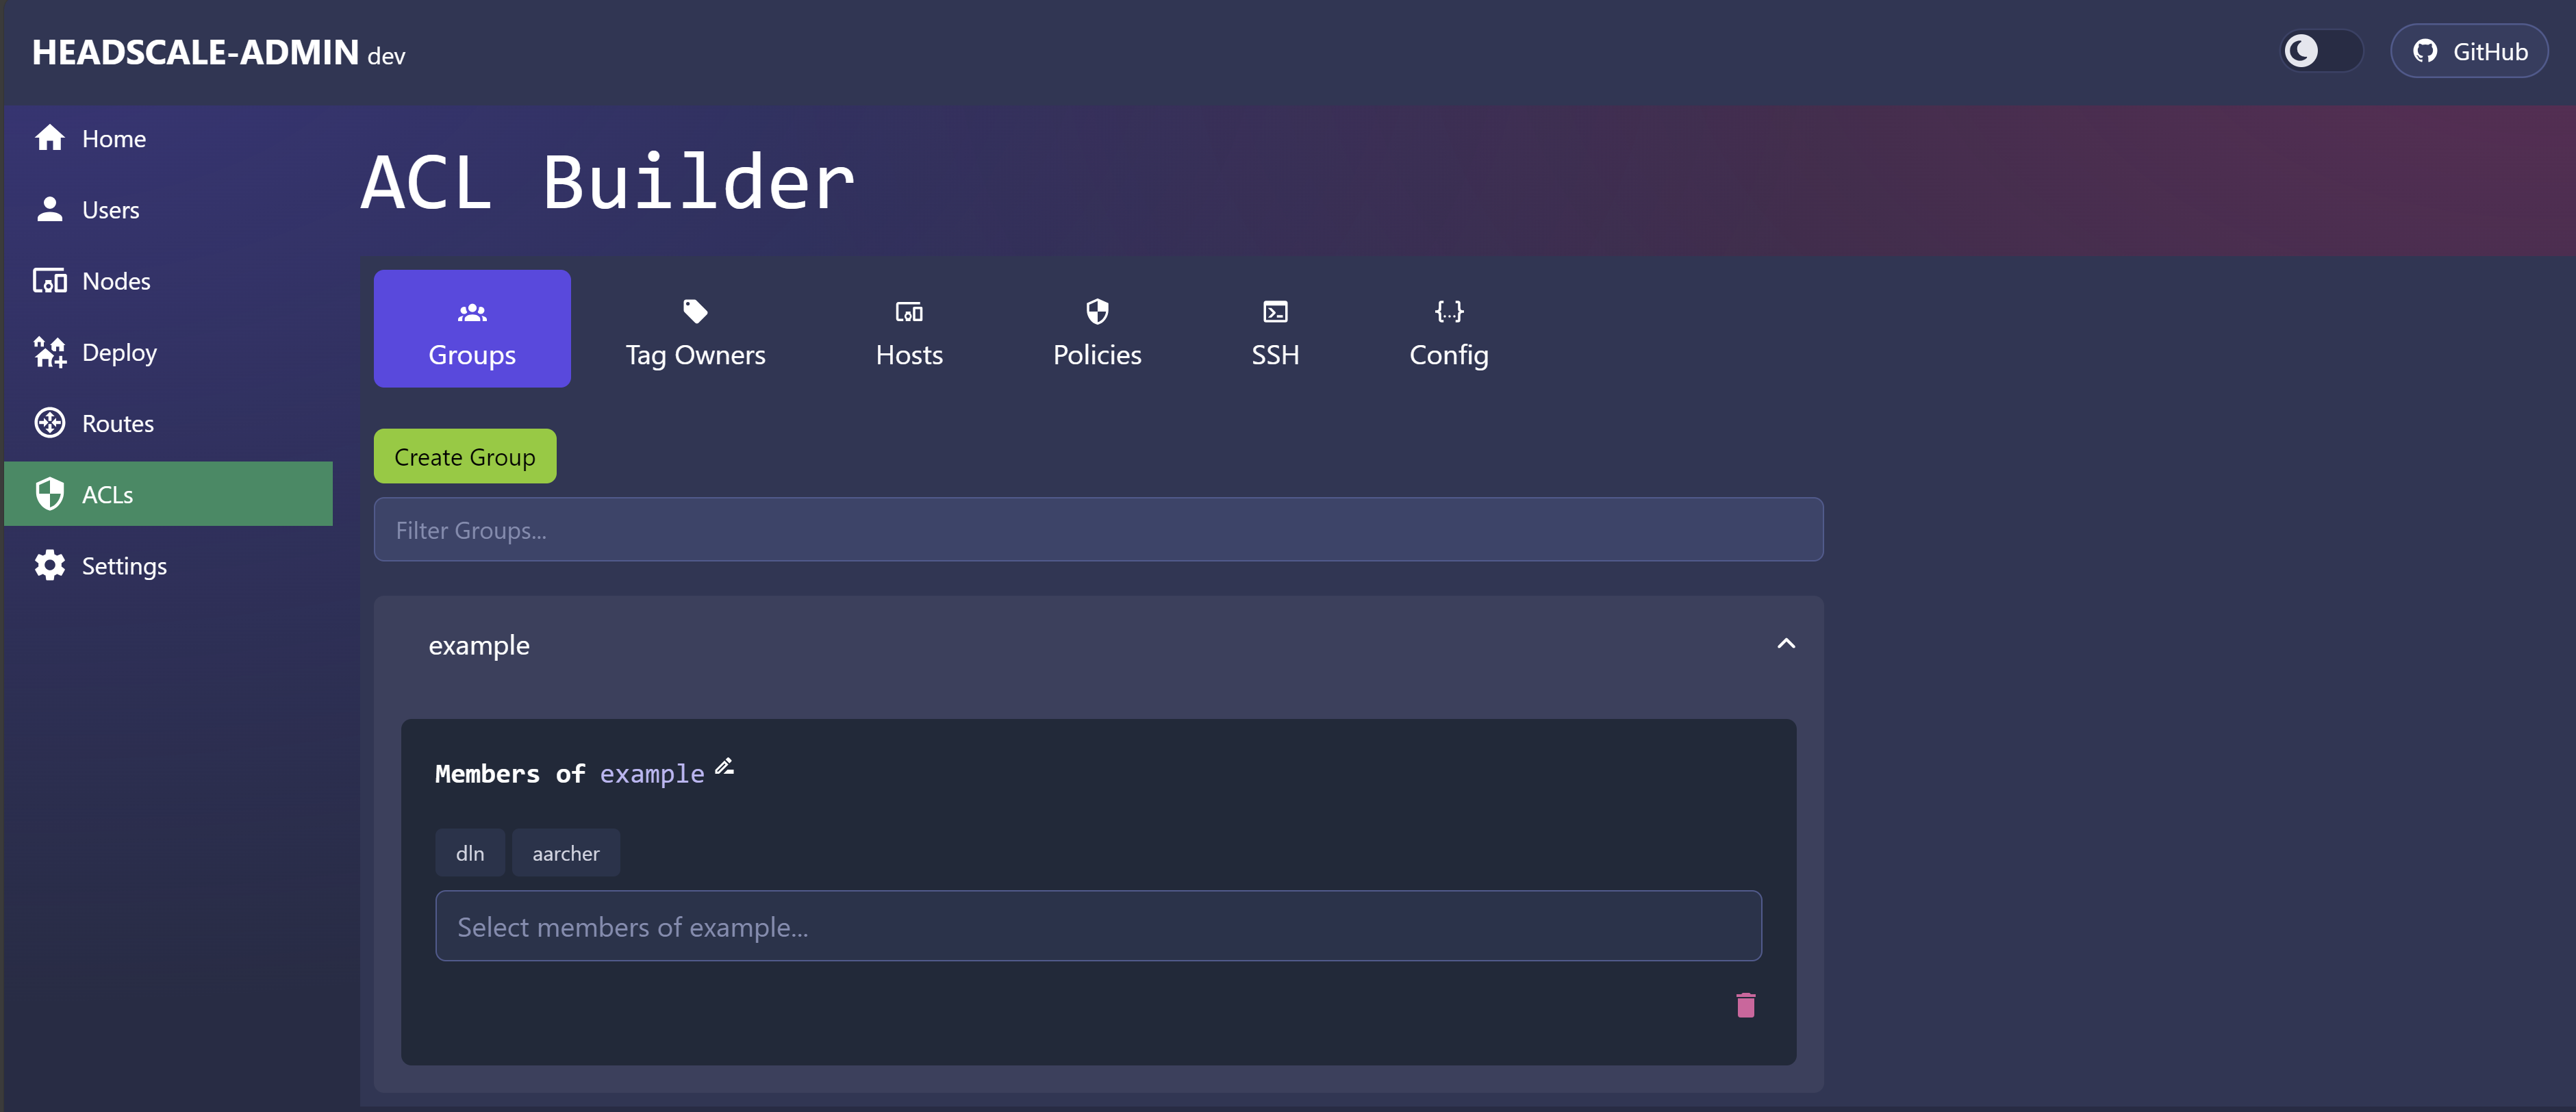 HEADSCALE-ADMIN dev
GitHub
Home
Users
Nodes
Deploy
Routes
ACLs
Settings
ACL Builder
Groups
Tag Owners
Hosts
Policies
SSH
Config
Create Group
Filter Groups...
example
Members of example
dln
aarcher
Select members of example...